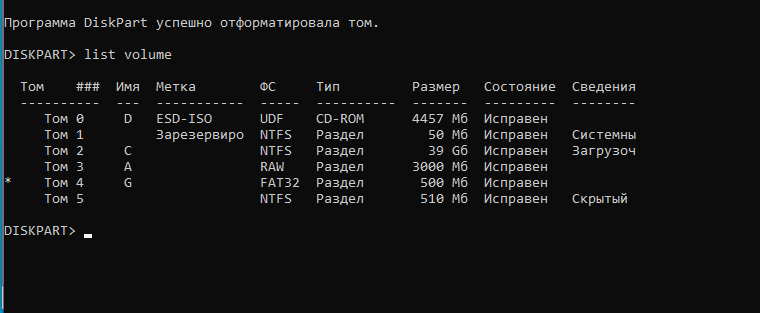 Программа DiskPart успешно отформатировала том.
DISKPART> list volume
Том ### Имя Метка ФС Тип Размер Состояние Сведения
---------- --- ----------- ----- ---------- ------- --------- --------
Том 0 D ESD-ISO UDF CD-ROM 4457 Мб Исправен
Том 1 Зарезервиро NTFS Раздел 50 Мб Исправен Системны
Том 2 C NTFS Раздел 39 Gб Исправен Загрузоч
Том 3 A RAW Раздел 3000 Мб Исправен
* Том 4 G FAT32 Раздел 500 Мб Исправен
Том 5 NTFS Раздел 510 Мб Исправен Скрытый
DISKPART>